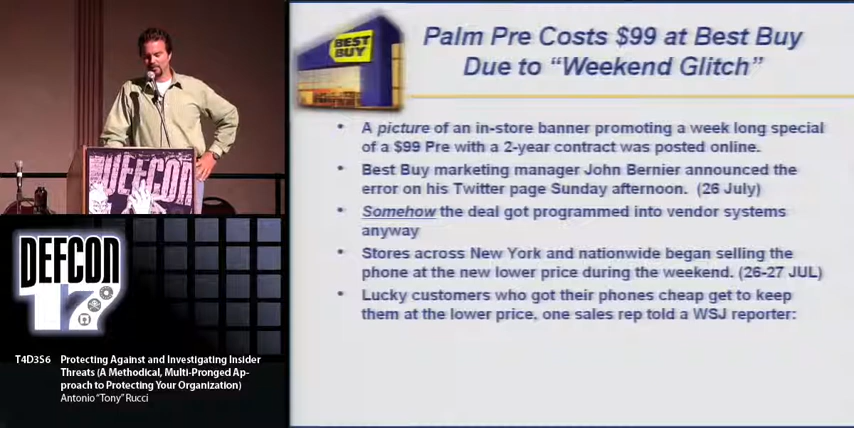 BEST
BUY
Palm Pre Costs $99 at Best Buy
Due to “Weekend Glitch”
• A picture of an in-store banner promoting a week long special
of a $99 Pre with a 2-year contract was posted online.
• Best Buy marketing manager John Bernier announced the
error on his Twitter page Sunday afternoon. (26 July)
• Somehow the deal got programmed into vendor systems
anyway
• Stores across New York and nationwide began selling the
phone at the new lower price during the weekend. (26-27 JUL)
• Lucky customers who got their phones cheap get to keep
them at the lower price, one sales rep told a WSJ reporter:
DEFCON
DEFCON
17
T4D3S6 Protecting Against and Investigating Insider
Threats (A Methodical, Multi-Pronged Ap-
proach to Protecting Your Organization)
Antonio “Tony” Rucci